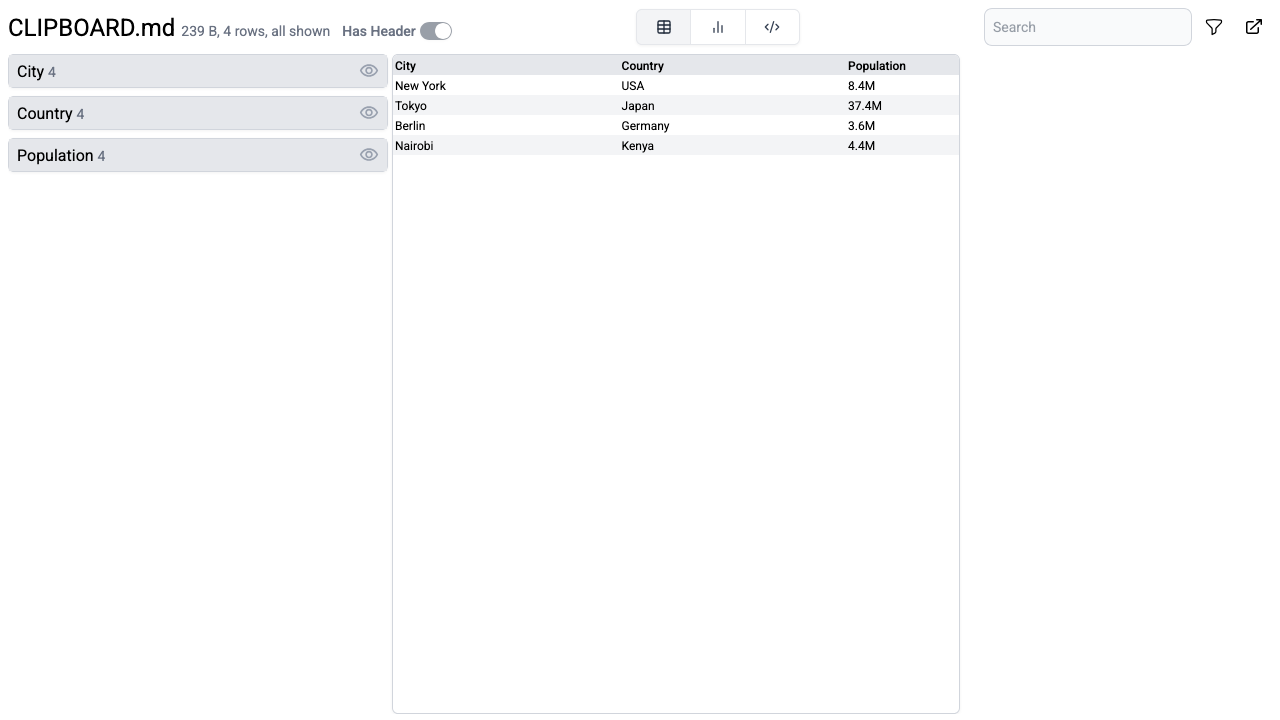 CLIPBOARD.md 239 B, 4 rows, all shown Has Header
Search
City 4
Country 4
Population 4
City Country Population
New York USA 8.4M
Tokyo Japan 37.4M
Berlin Germany 3.6M
Nairobi Kenya 4.4M